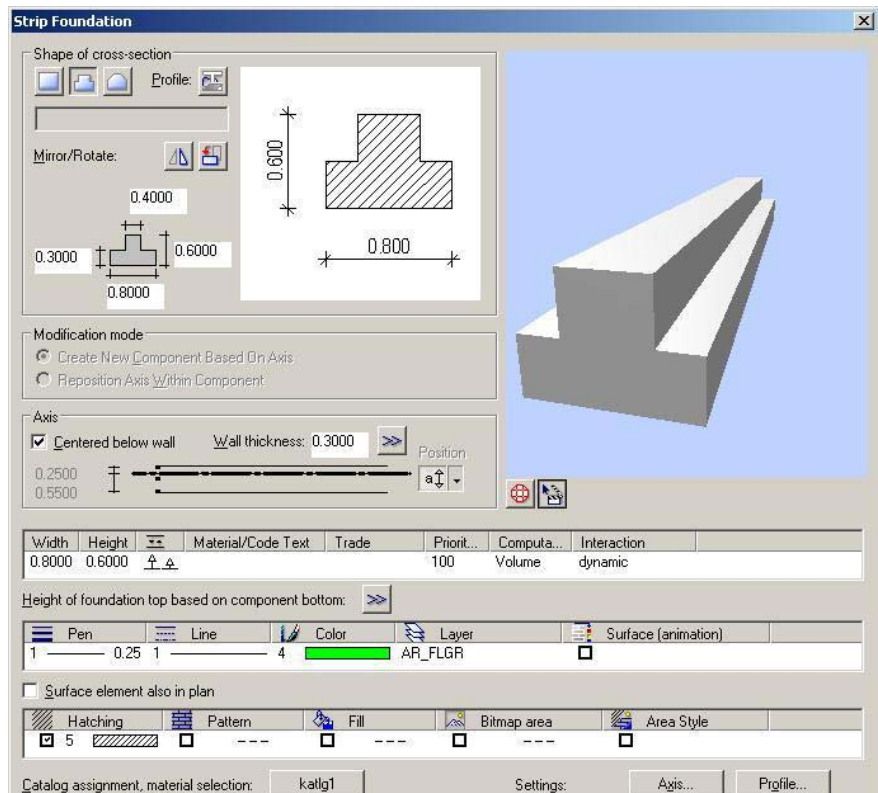 Strip Foundation
Shape of cross-section
Profile:
Mirror/Rotate:
0.4000
0.3000
0.6000
0.8000
0.600
0.800
Modification mode
Create New Component Based On Axis
Reposition Axis Within Component
Axis
Centered below wall Wall thickness: 0.3000 >>
Position
0.2500
0.5500
a
Width Height Material/Code Text Trade Priorit... Computa... Interaction
0.8000 0.6000 100 Volume dynamic
Height of foundation top based on component bottom: >>
Pen Line Color Layer Surface (animation)
1 0.25 1 4 AR_FLGR
Surface element also in plan
Hatching Pattern Fill Bitmap area Area Style
5 --- --- ---
Catalog assignment, material selection: katlg1 Settings: Axis... Profile...